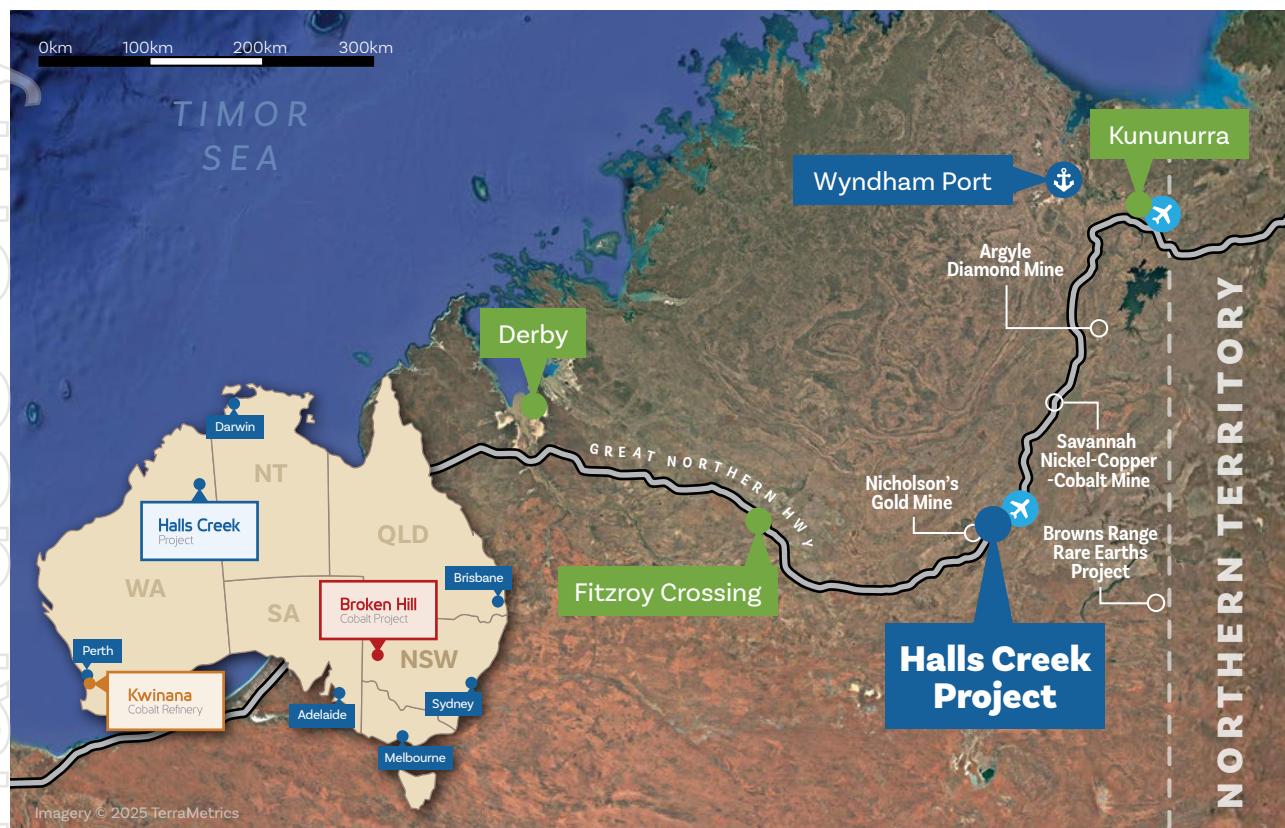 0km 100km 200km 300km
TIMOR
SEA
Kununurra
Wyndham Port
Argyle
Diamond Mine
Derby
GREAT NORTHERN HWY
Savannah
Nickel-Copper
-Cobalt Mine
Nicholson's
Gold Mine
Browns Range
Rare Earths
Project
Fitzroy Crossing
Halls Creek
Project
NORTHERN TERRITORY
Darwin
NT
Halls Creek
Project
QLD
WA
Brisbane
SA
Broken Hill
Cobalt Project
NSW
Perth
Kwinana
Cobalt Refinery
Adelaide
Sydney
Melbourne
Imagery © 2025 TerraMetrics